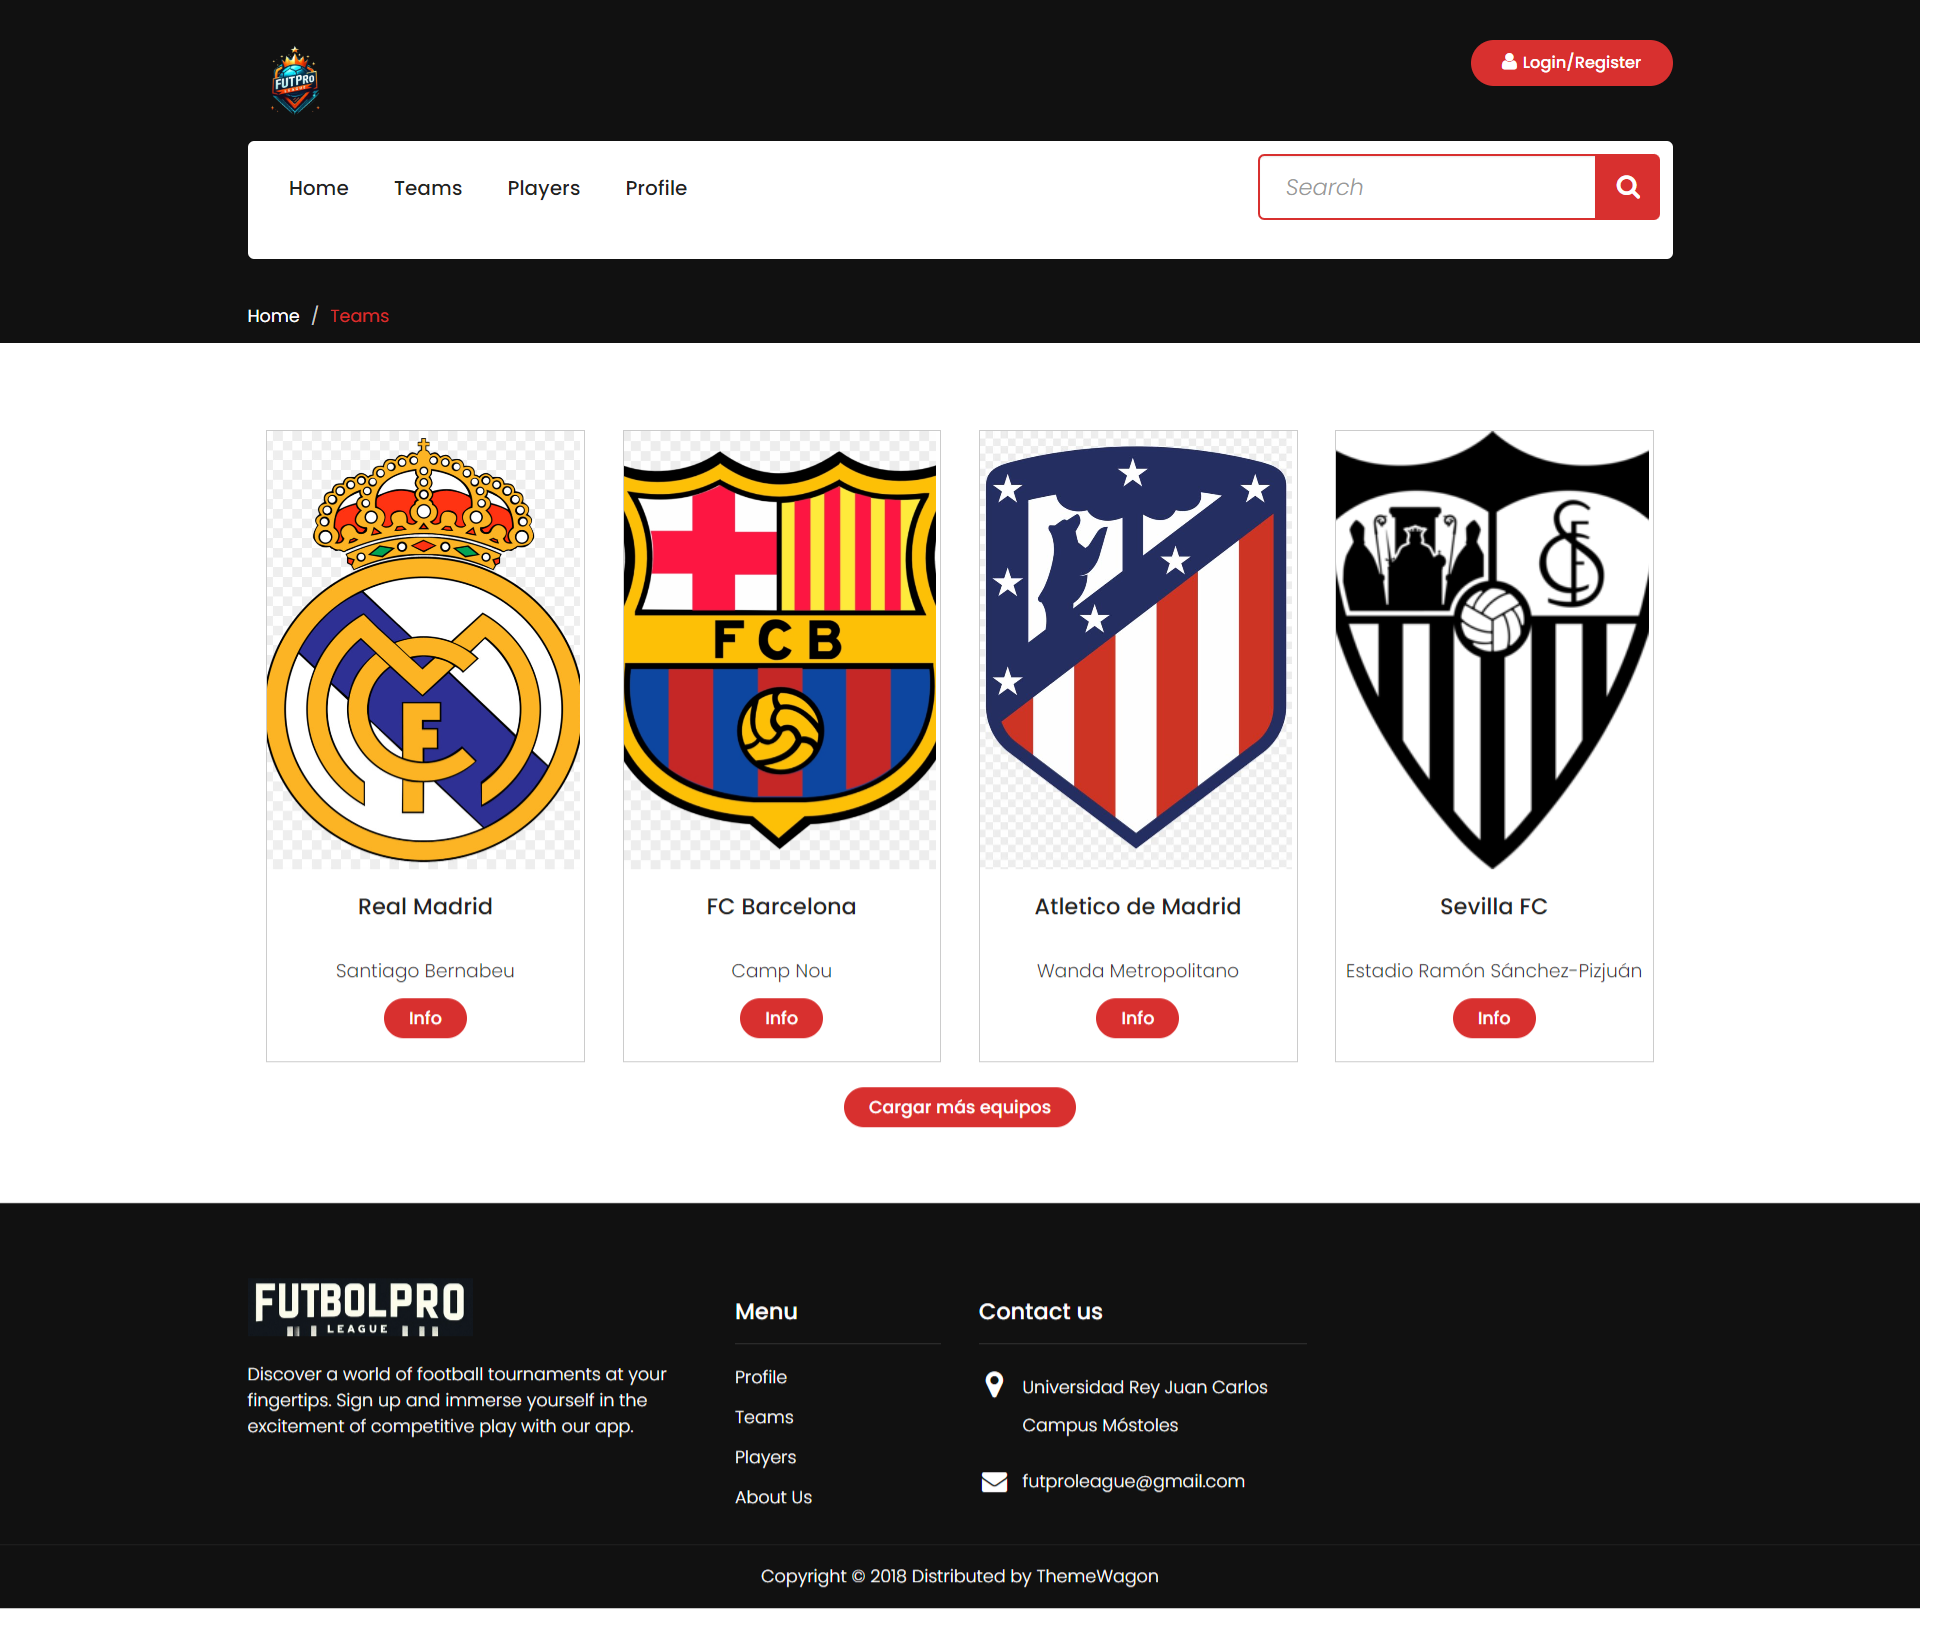 FUTPRO
LEAGUE
Login/Register
Home
Teams
Players
Profile
Search
Home / Teams
FCB
Real Madrid
Santiago Bernabeu
Info
FC Barcelona
Camp Nou
Info
Atletico de Madrid
Wanda Metropolitano
Info
Sevilla FC
Estadio Ramón Sánchez-Pizjuán
Info
Cargar más equipos
FUTBOLPRO
LEAGUE
Discover a world of football tournaments at your
fingertips. Sign up and immerse yourself in the
excitement of competitive play with our app.
Menu
Profile
Teams
Players
About Us
Contact us
Universidad Rey Juan Carlos
Campus Móstoles
futproleague@gmail.com
Copyright © 2018 Distributed by ThemeWagon